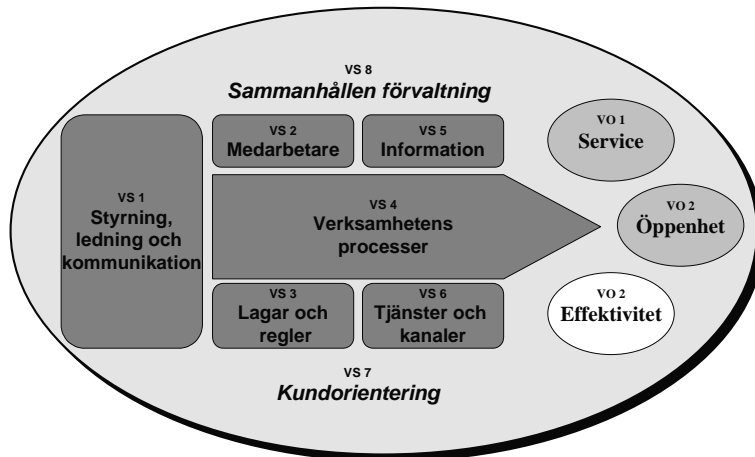 VS 8
Sammanhållen förvaltning
VS 1
Styrning,
ledning och
kommunikation
VS 2
Medarbetare
VS 5
Information
VS 4
Verksamhetens
processer
VS 3
Lagar och
regler
VS 6
Tjänster och
kanaler
VO 1
Service
VO 2
Öppenhet
VO 2
Effektivitet
VS 7
Kundorientering